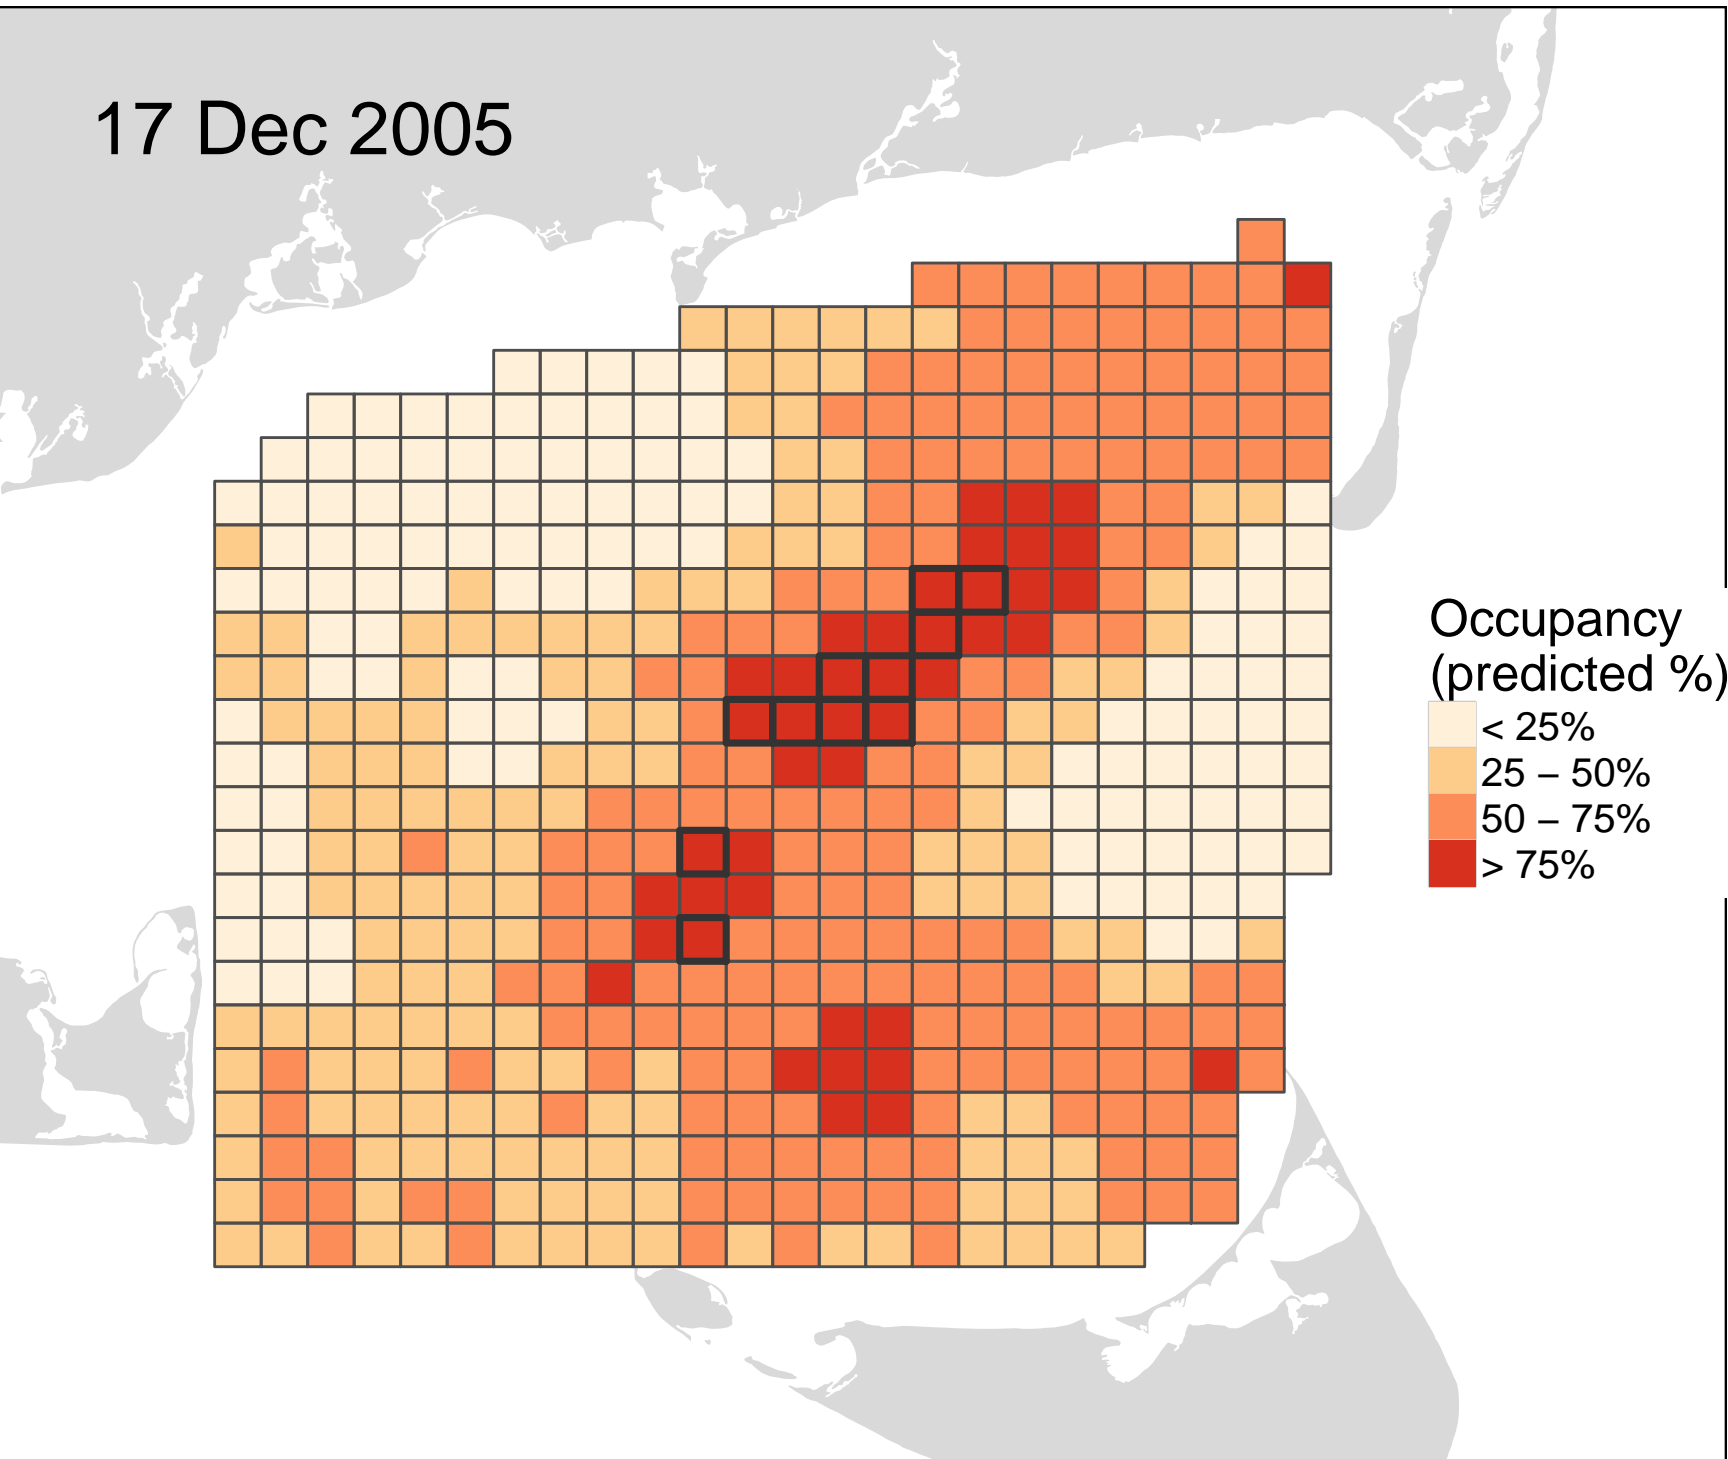 17 Dec 2005
Occupancy
(predicted %)
< 25%
25 – 50%
50 – 75%
> 75%